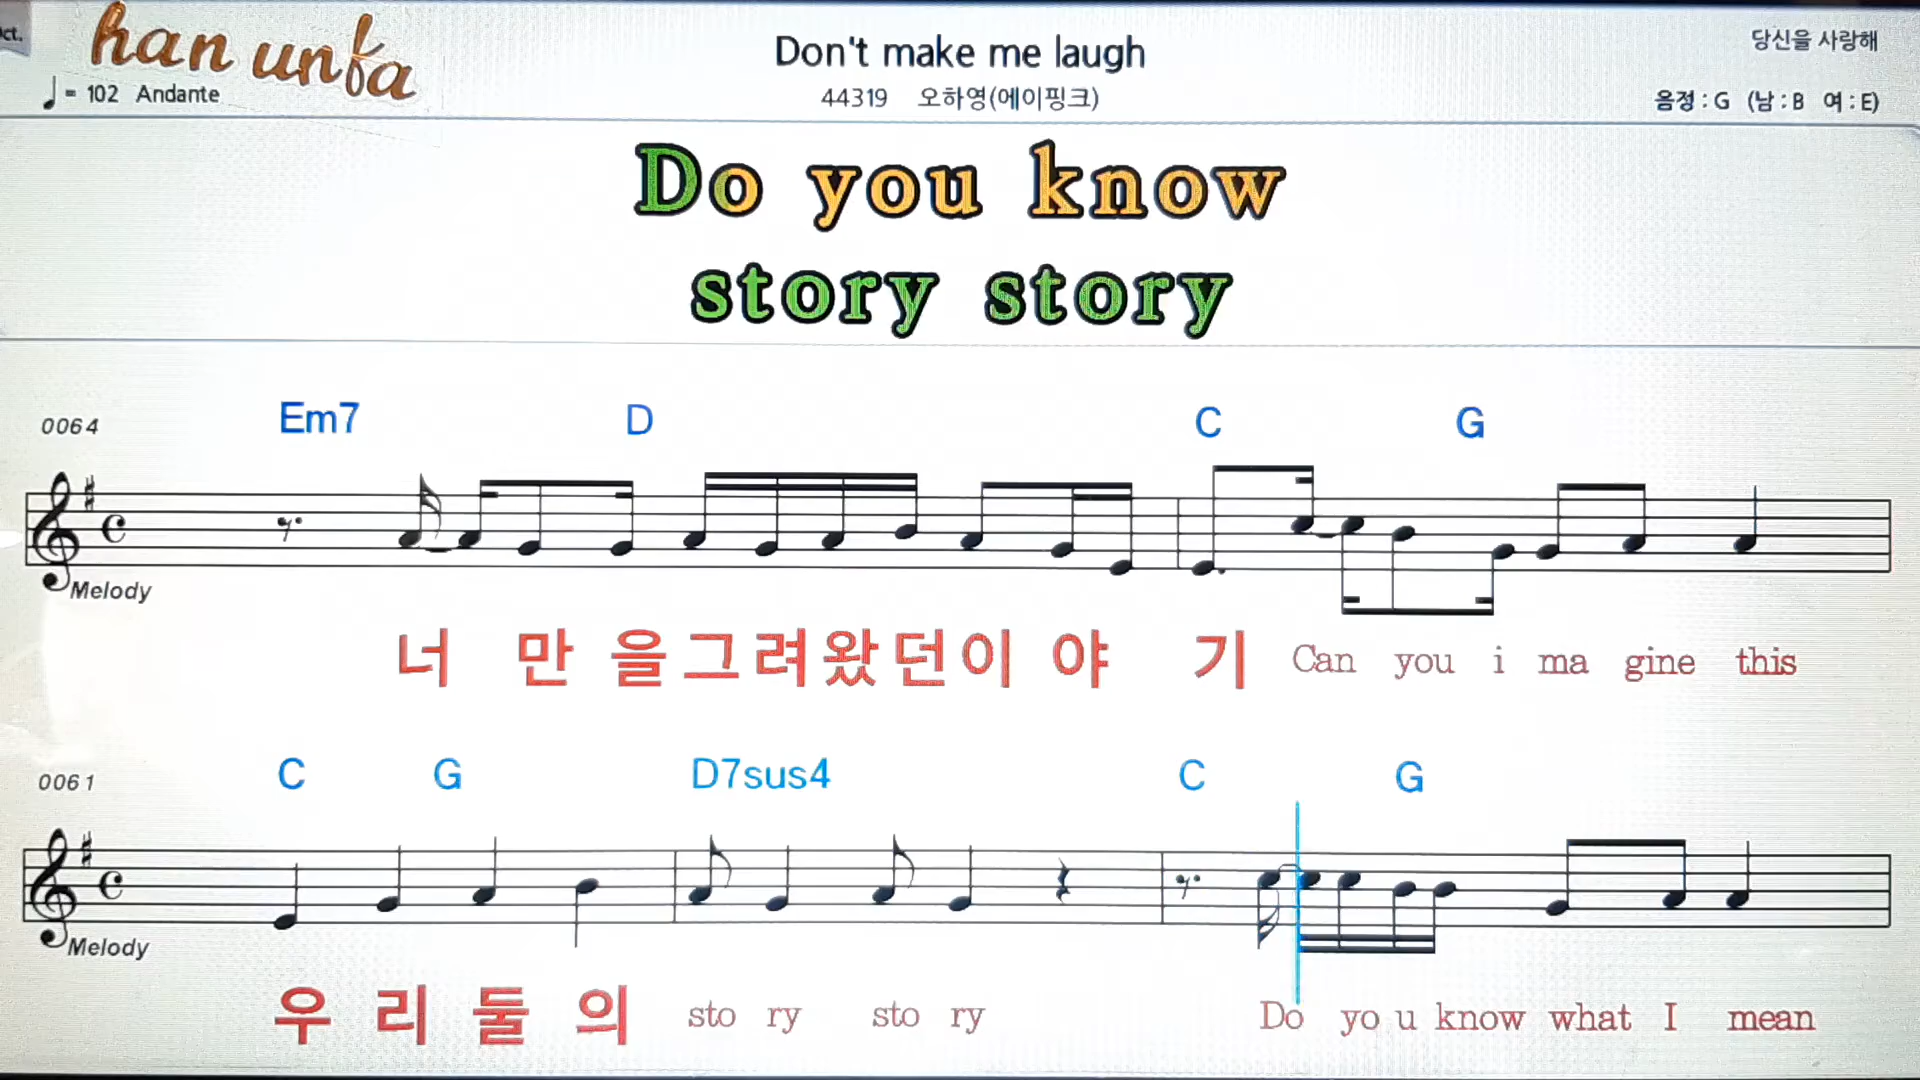 Oct.
han unfa
Don't make me laugh
당신을 사랑해
= 102 Andante
44319 오하영(에이핑크)
음정 : G (남 : B 여 : E)
Do you know
story story
0064
Em7 D C G
Melody
너 만 을 그 려 왔 던 이 야 기 Can you i ma gine this
0061
C G D7sus4 C G
Melody
우 리 둘 의 sto ry sto ry Do yo u know what I mean